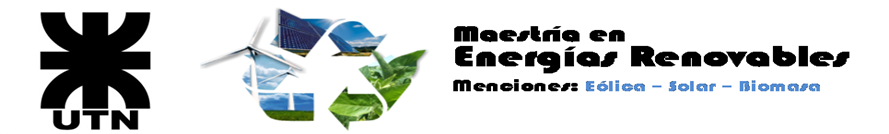 UTN
Maestría en
Energías Renovables
Menciones: Eólica – Solar – Biomasa